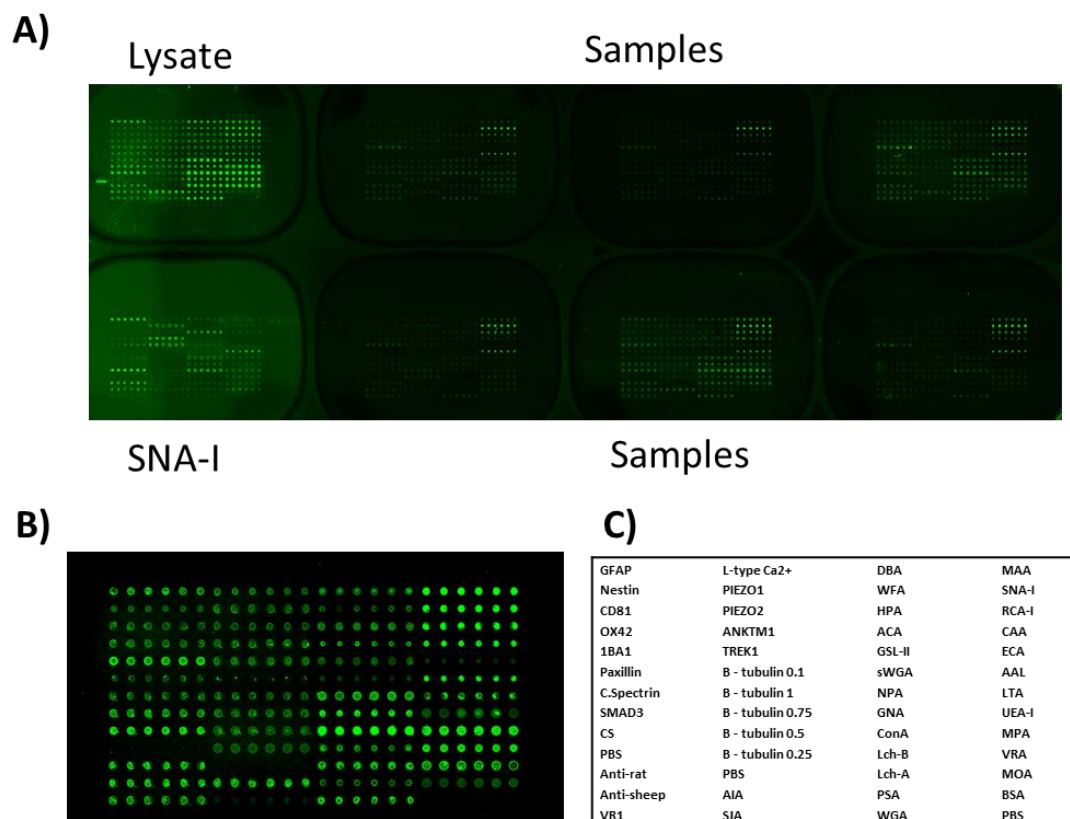 A)
Lysate Samples
SNA-I Samples
B) C)
GFAP L-type Ca2+ DBA MAA
Nestin PIEZO1 WFA SNA-I
CD81 PIEZO2 HPA RCA-I
OX42 ANKTM1 ACA CAA
1BA1 TREK1 GSL-II ECA
Paxillin B - tubulin 0.1 sWGA AAL
C.Spectrin B - tubulin 1 NPA LTA
SMAD3 B - tubulin 0.75 GNA UEA-I
CS B - tubulin 0.5 ConA MPA
PBS B - tubulin 0.25 Lch-B VRA
Anti-rat PBS Lch-A MOA
Anti-sheep AIA PSA BSA
VR1 SJA WGA PBS